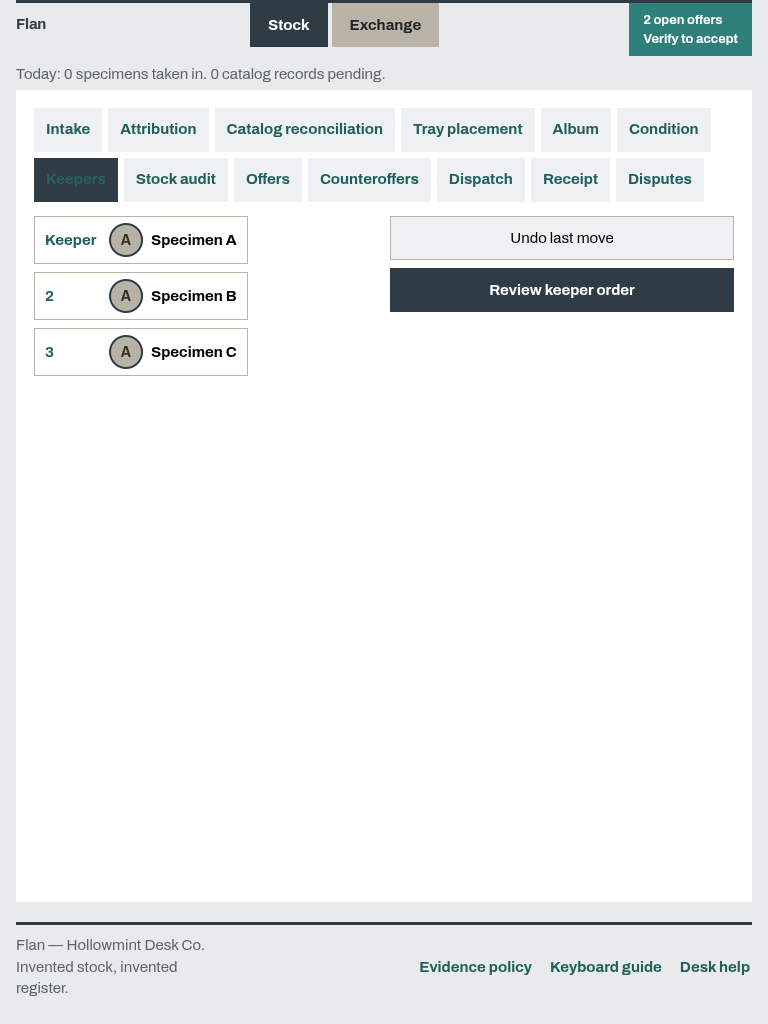 Flan
Stock
Exchange
2 open offers
Verify to accept
Today: 0 specimens taken in. 0 catalog records pending.
Intake
Attribution
Catalog reconciliation
Tray placement
Album
Condition
Keepers
Stock audit
Offers
Counteroffers
Dispatch
Receipt
Disputes
Keeper A Specimen A
2 A Specimen B
3 A Specimen C
Undo last move
Review keeper order
Flan — Hollowmint Desk Co.
Invented stock, invented
register.
Evidence policy
Keyboard guide
Desk help